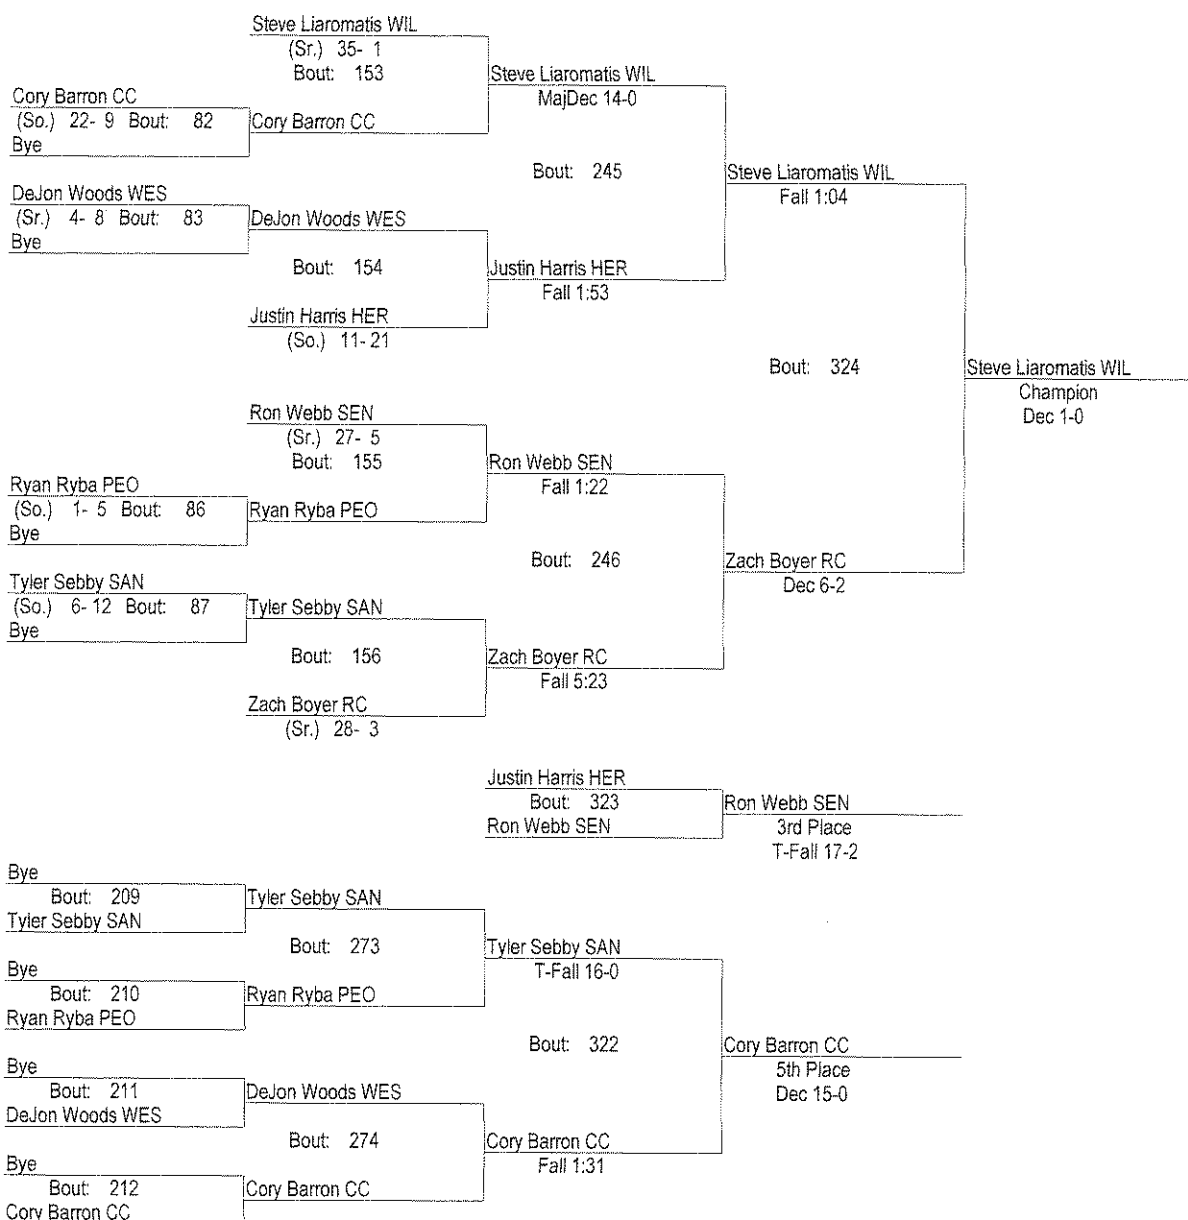 Steve Liaromatis WIL
(Sr.) 35- 1
Bout: 153
Steve Liaromatis WIL
MajDec 14-0
Cory Barron CC
(So.) 22- 9 Bout: 82
Bye
Cory Barron CC
Bout: 245
Steve Liaromatis WIL
Fall 1:04
DeJon Woods WES
(Sr.) 4- 8 Bout: 83
Bye
DeJon Woods WES
Bout: 154
Justin Harris HER
Fall 1:53
Justin Harris HER
(So.) 11- 21
Bout: 324
Steve Liaromatis WIL
Champion
Dec 1-0
Ron Webb SEN
(Sr.) 27- 5
Bout: 155
Ron Webb SEN
Fall 1:22
Ryan Ryba PEO
(So.) 1- 5 Bout: 86
Bye
Ryan Ryba PEO
Bout: 246
Zach Boyer RC
Dec 6-2
Tyler Sebby SAN
(So.) 6- 12 Bout: 87
Bye
Tyler Sebby SAN
Bout: 156
Zach Boyer RC
Fall 5:23
Zach Boyer RC
(Sr.) 28- 3
Justin Harris HER
Bout: 323
Ron Webb SEN
Ron Webb SEN
3rd Place
T-Fall 17-2
Bye
Bout: 209
Tyler Sebby SAN
Tyler Sebby SAN
Bout: 273
Tyler Sebby SAN
T-Fall 16-0
Bye
Bout: 210
Ryan Ryba PEO
Ryan Ryba PEO
Bout: 322
Cory Barron CC
5th Place
Dec 15-0
Bye
Bout: 211
DeJon Woods WES
DeJon Woods WES
Bout: 274
Cory Barron CC
Fall 1:31
Bye
Bout: 212
Cory Barron CC
Cory Barron CC